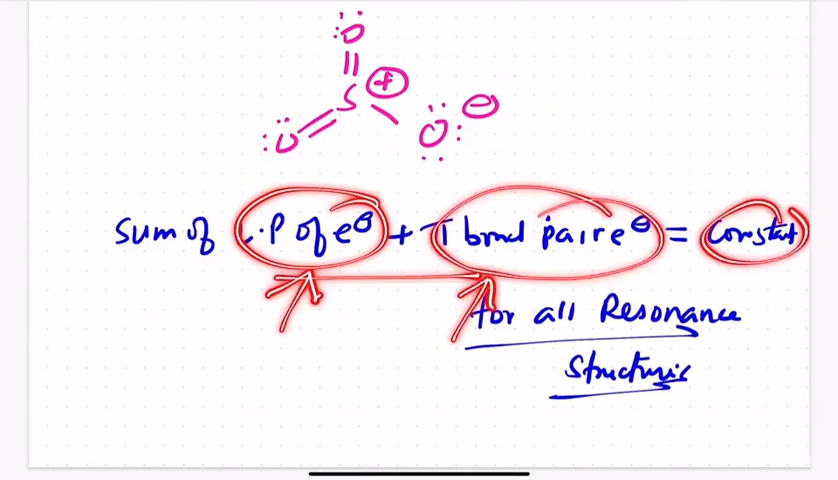 :Ö
||
S ⊕
:Ö = Ö: ⊖
Sum of L.P of e⊖ + π bond pair e⊖ = Constant
for all Resonance
Structures